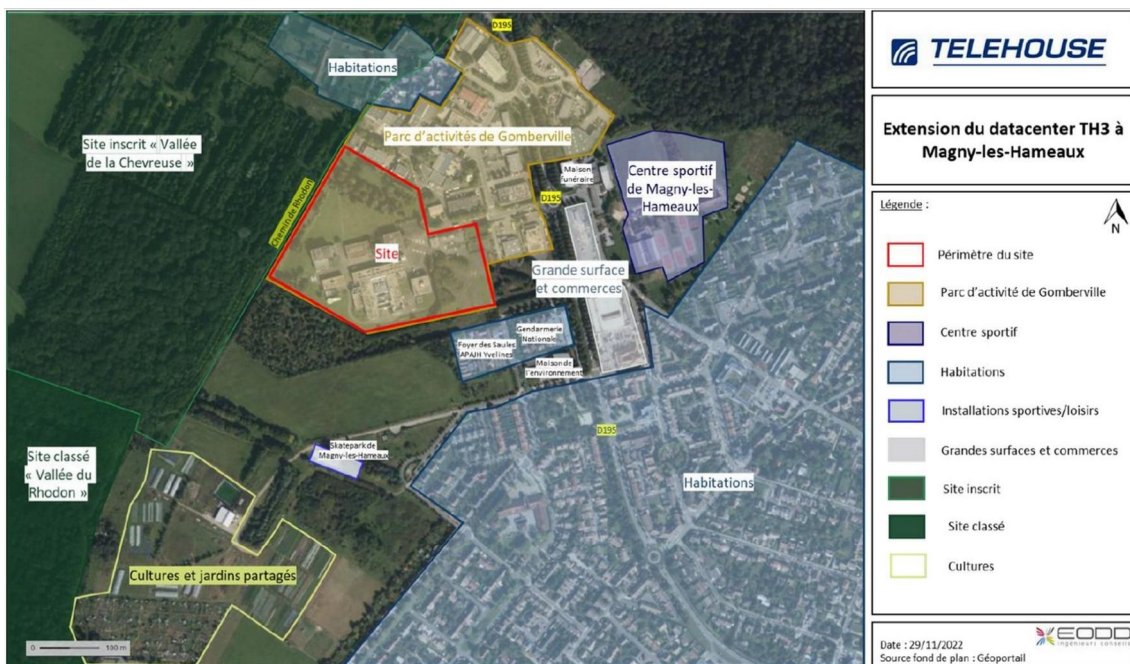 D195
Habitations
Site inscrit « Vallée
de la Chevreuse »
Parc d'activités de Gomberville
Chemin de Rhodon
Maison
funéraire
Centre sportif
de Magny-les-
Hameaux
D195
Site
Grande surface
et commerces
Gendarmerie
Nationale
Foyer des Saules
APAJH Yvelines
Maison de
l'environnement
D195
Skatepark de
Magny-les-Hameaux
Site classé
« Vallée du
Rhodon »
Habitations
Cultures et jardins partagés
0 100 m
TELEHOUSE
Extension du datacenter TH3 à
Magny-les-Hameaux
Légende :
N
Périmètre du site
Parc d'activité de Gomberville
Centre sportif
Habitations
Installations sportives/loisirs
Grandes surfaces et commerces
Site inscrit
Site classé
Cultures
Date : 29/11/2022
Source fond de plan : Géoportail
EODD
ingénieurs conseils